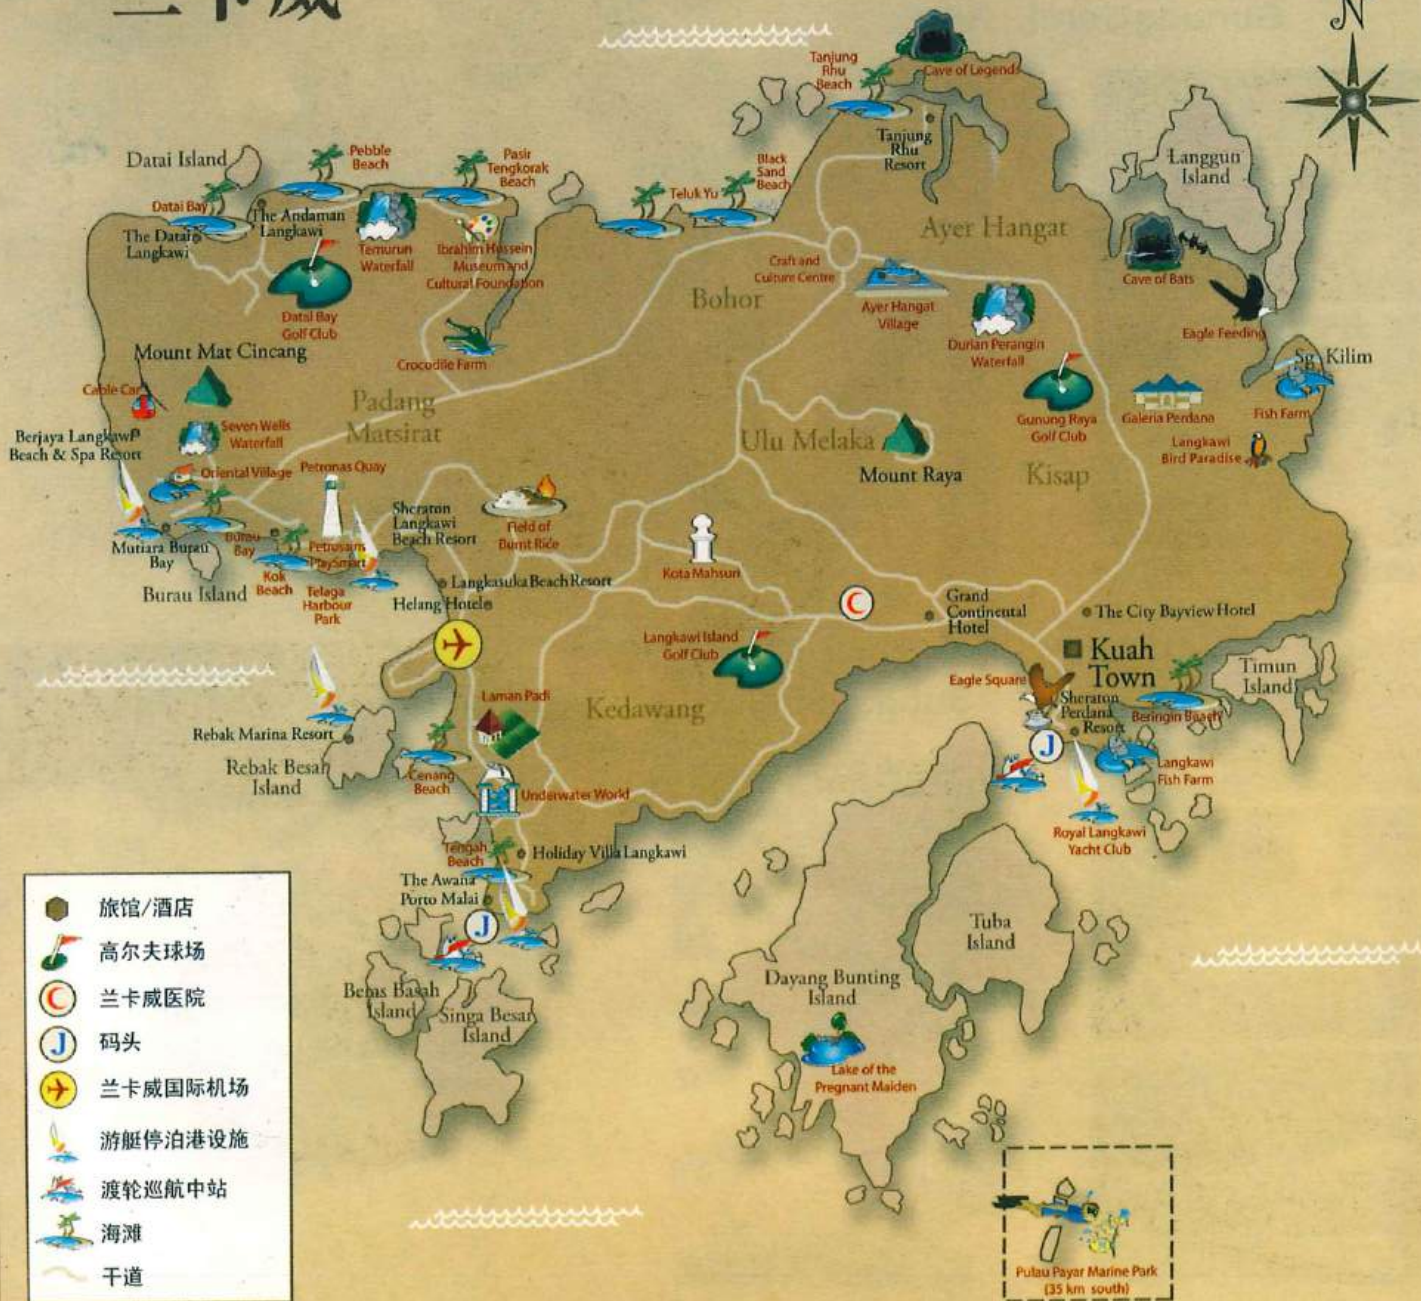 兰卡威
N
Tanjung
Rhu
Beach
Cave of Legends
Tanjung
Rhu
Resort
Langgun
Island
Datai Island
Pebble
Beach
Pasir
Tengkorak
Beach
Black
Sand
Beach
Teluk Yu
Datai Bay
The Andaman
Langkawi
The Datai
Langkawi
Temurun
Waterfall
Ibrahim Hussein
Museum and
Cultural Foundation
Ayer Hangat
Craft and
Culture Centre
Cave of Bats
Bohor
Ayer Hangat
Village
Datai Bay
Golf Club
Eagle Feeding
Durian Perangin
Waterfall
Mount Mat Cincang
Crocodile Farm
Sg. Kilim
Cable Car
Padang
Matsirat
Gunung Raya
Golf Club
Galeria Perdana
Fish Farm
Seven Wells
Waterfall
Berjaya Langkawi
Beach & Spa Resort
Ulu Melaka
Langkawi
Bird Paradise
Mount Raya
Kisap
Oriental Village
Petronas Quay
Sheraton
Langkawi
Beach Resort
Field of
Burnt Rice
Mutiara Burau
Bay
Burau
Bay
Petrosains
PlaySmart
Kota Mahsuri
Kok
Beach
Telaga
Harbour
Park
Burau Island
Langkasuka Beach Resort
Helang Hotel
C
Grand
Continental
Hotel
The City Bayview Hotel
Langkawi Island
Golf Club
Kuah
Town
Eagle Square
Timun
Island
Laman Padi
Kedawang
Sheraton
Perdana
Resort
Beringin Beach
Rebak Marina Resort
Rebak Besah
Island
J
Cenang
Beach
Langkawi
Fish Farm
Underwater World
Royal Langkawi
Yacht Club
Tengah
Beach
Holiday Villa Langkawi
The Awana
Porto Malai
J
Tuba
Island
Dayang Bunting
Island
Beras Basah
Island
Singa Besar
Island
Lake of the
Pregnant Maiden
Pulau Payar Marine Park
(35 km south)
旅馆/酒店
高尔夫球场
C 兰卡威医院
J 码头
兰卡威国际机场
游艇停泊港设施
渡轮巡航中站
海滩
干道